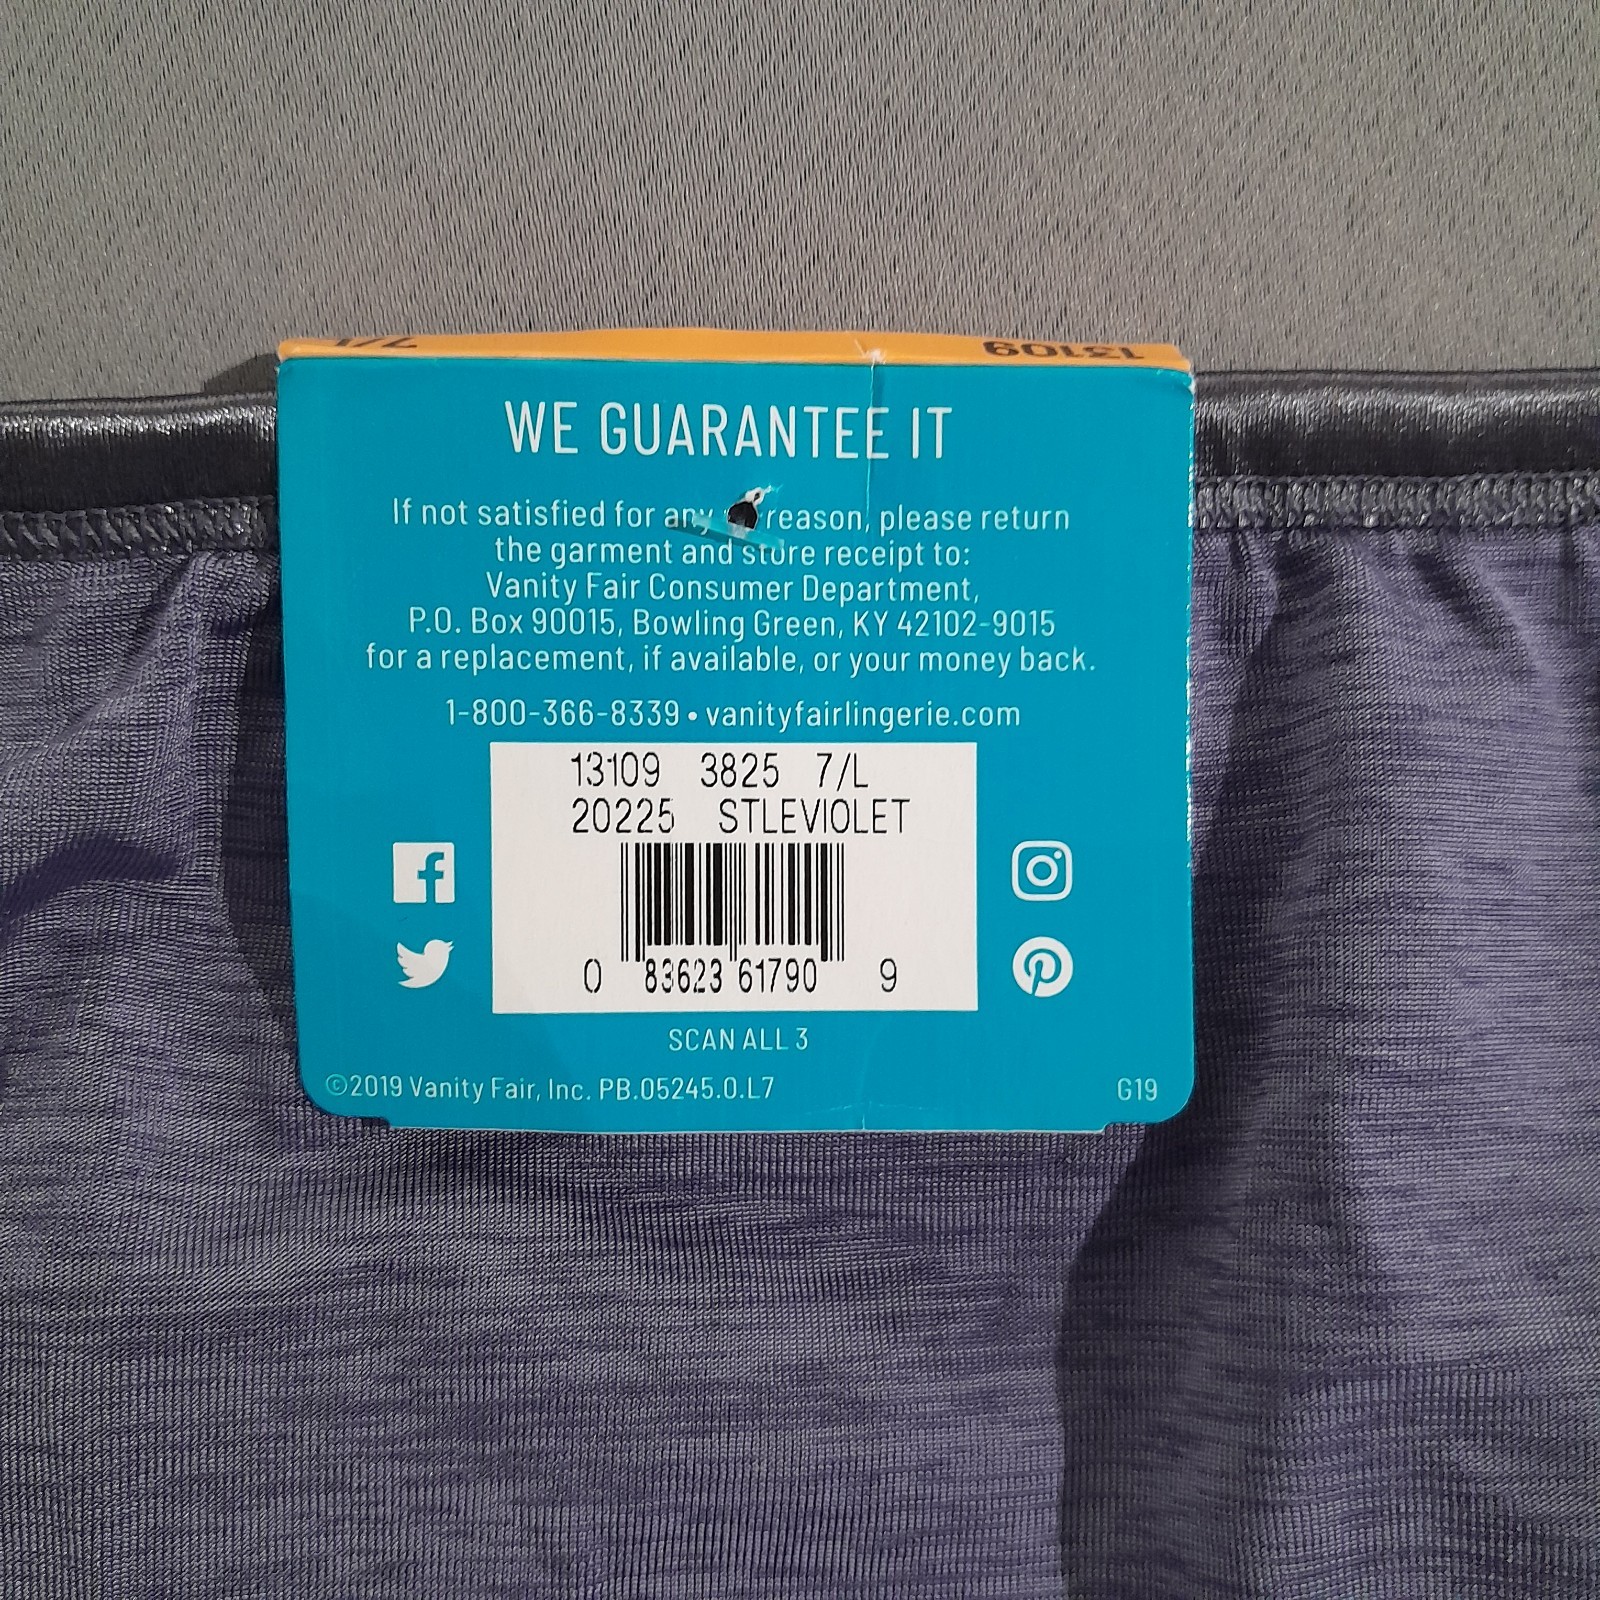 7/L
13109
WE GUARANTEE IT
If not satisfied for any reason, please return
the garment and store receipt to:
Vanity Fair Consumer Department,
P.O. Box 90015, Bowling Green, KY 42102-9015
for a replacement, if available, or your money back.
1-800-366-8339 • vanityfairlingerie.com
13109 3825 7/L
20225 STLEVIOLET
0 83623 61790 9
SCAN ALL 3
©2019 Vanity Fair, Inc. PB.05245.0.L7
G19